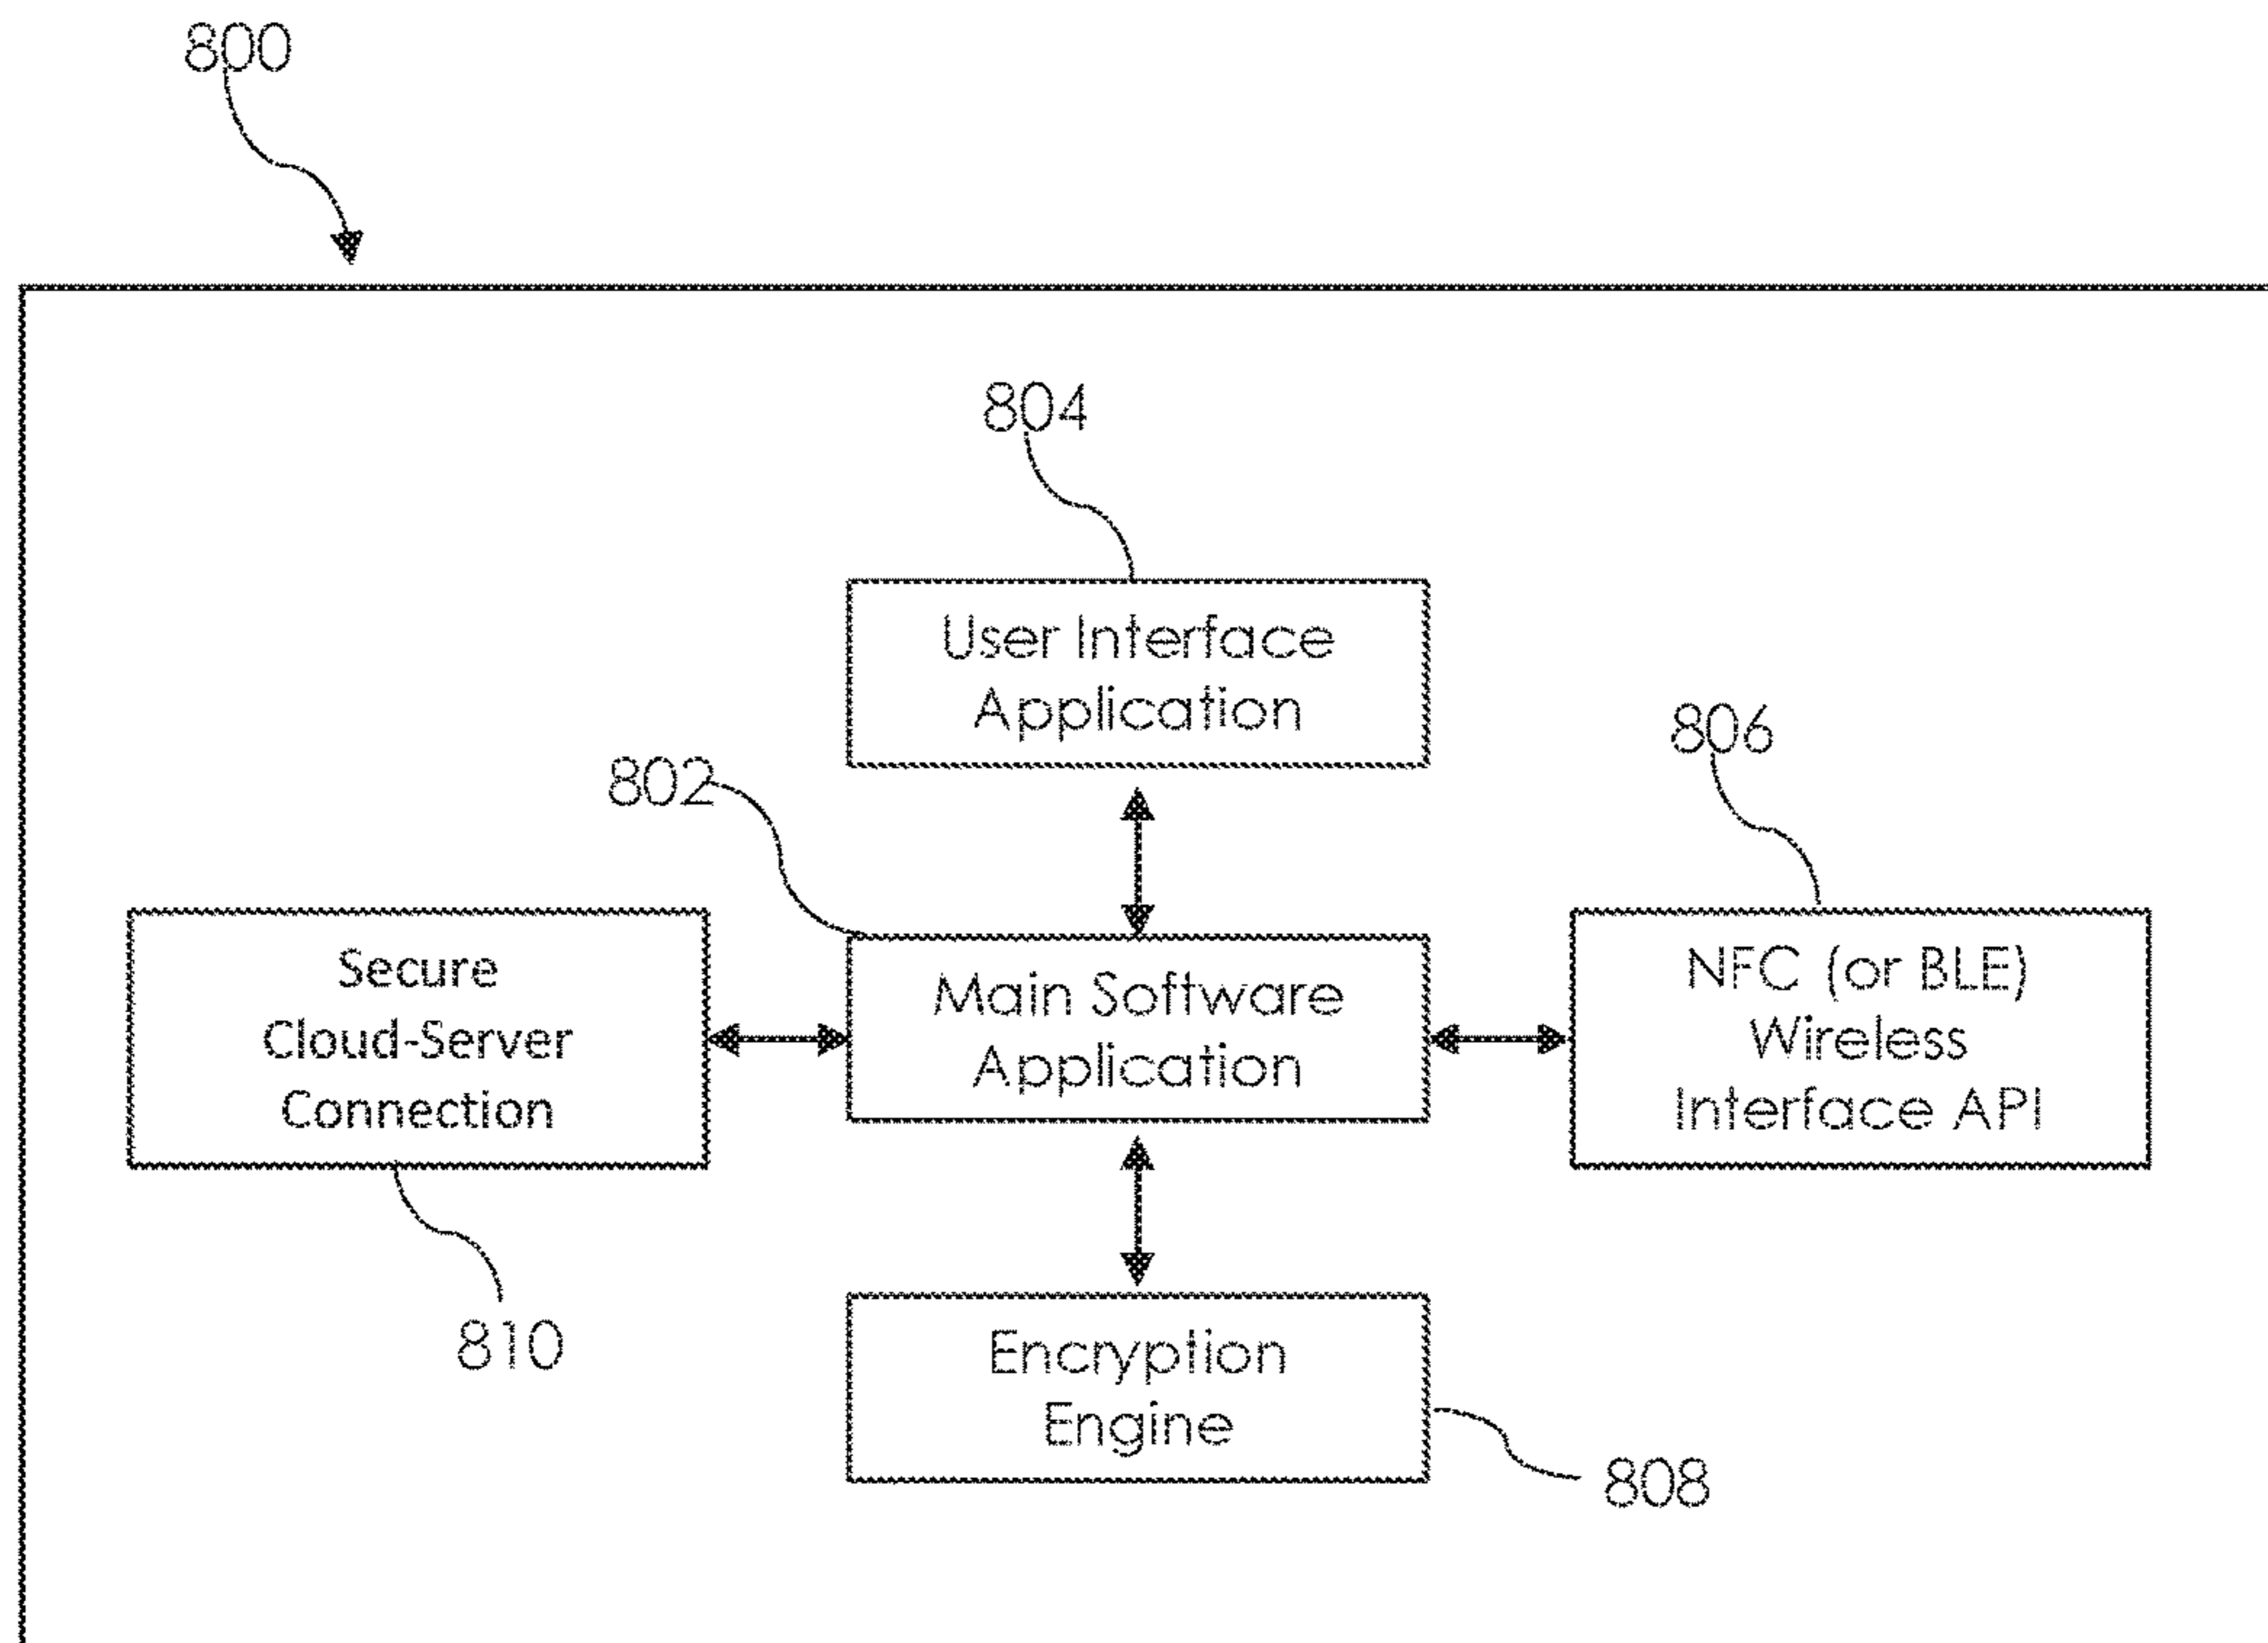 800
804
User Interface
Application
806
802
Secure
Cloud-Server
Connection
Main Software
Application
NFC (or BLE)
Wireless
Interface API
810
Encryption
Engine
808